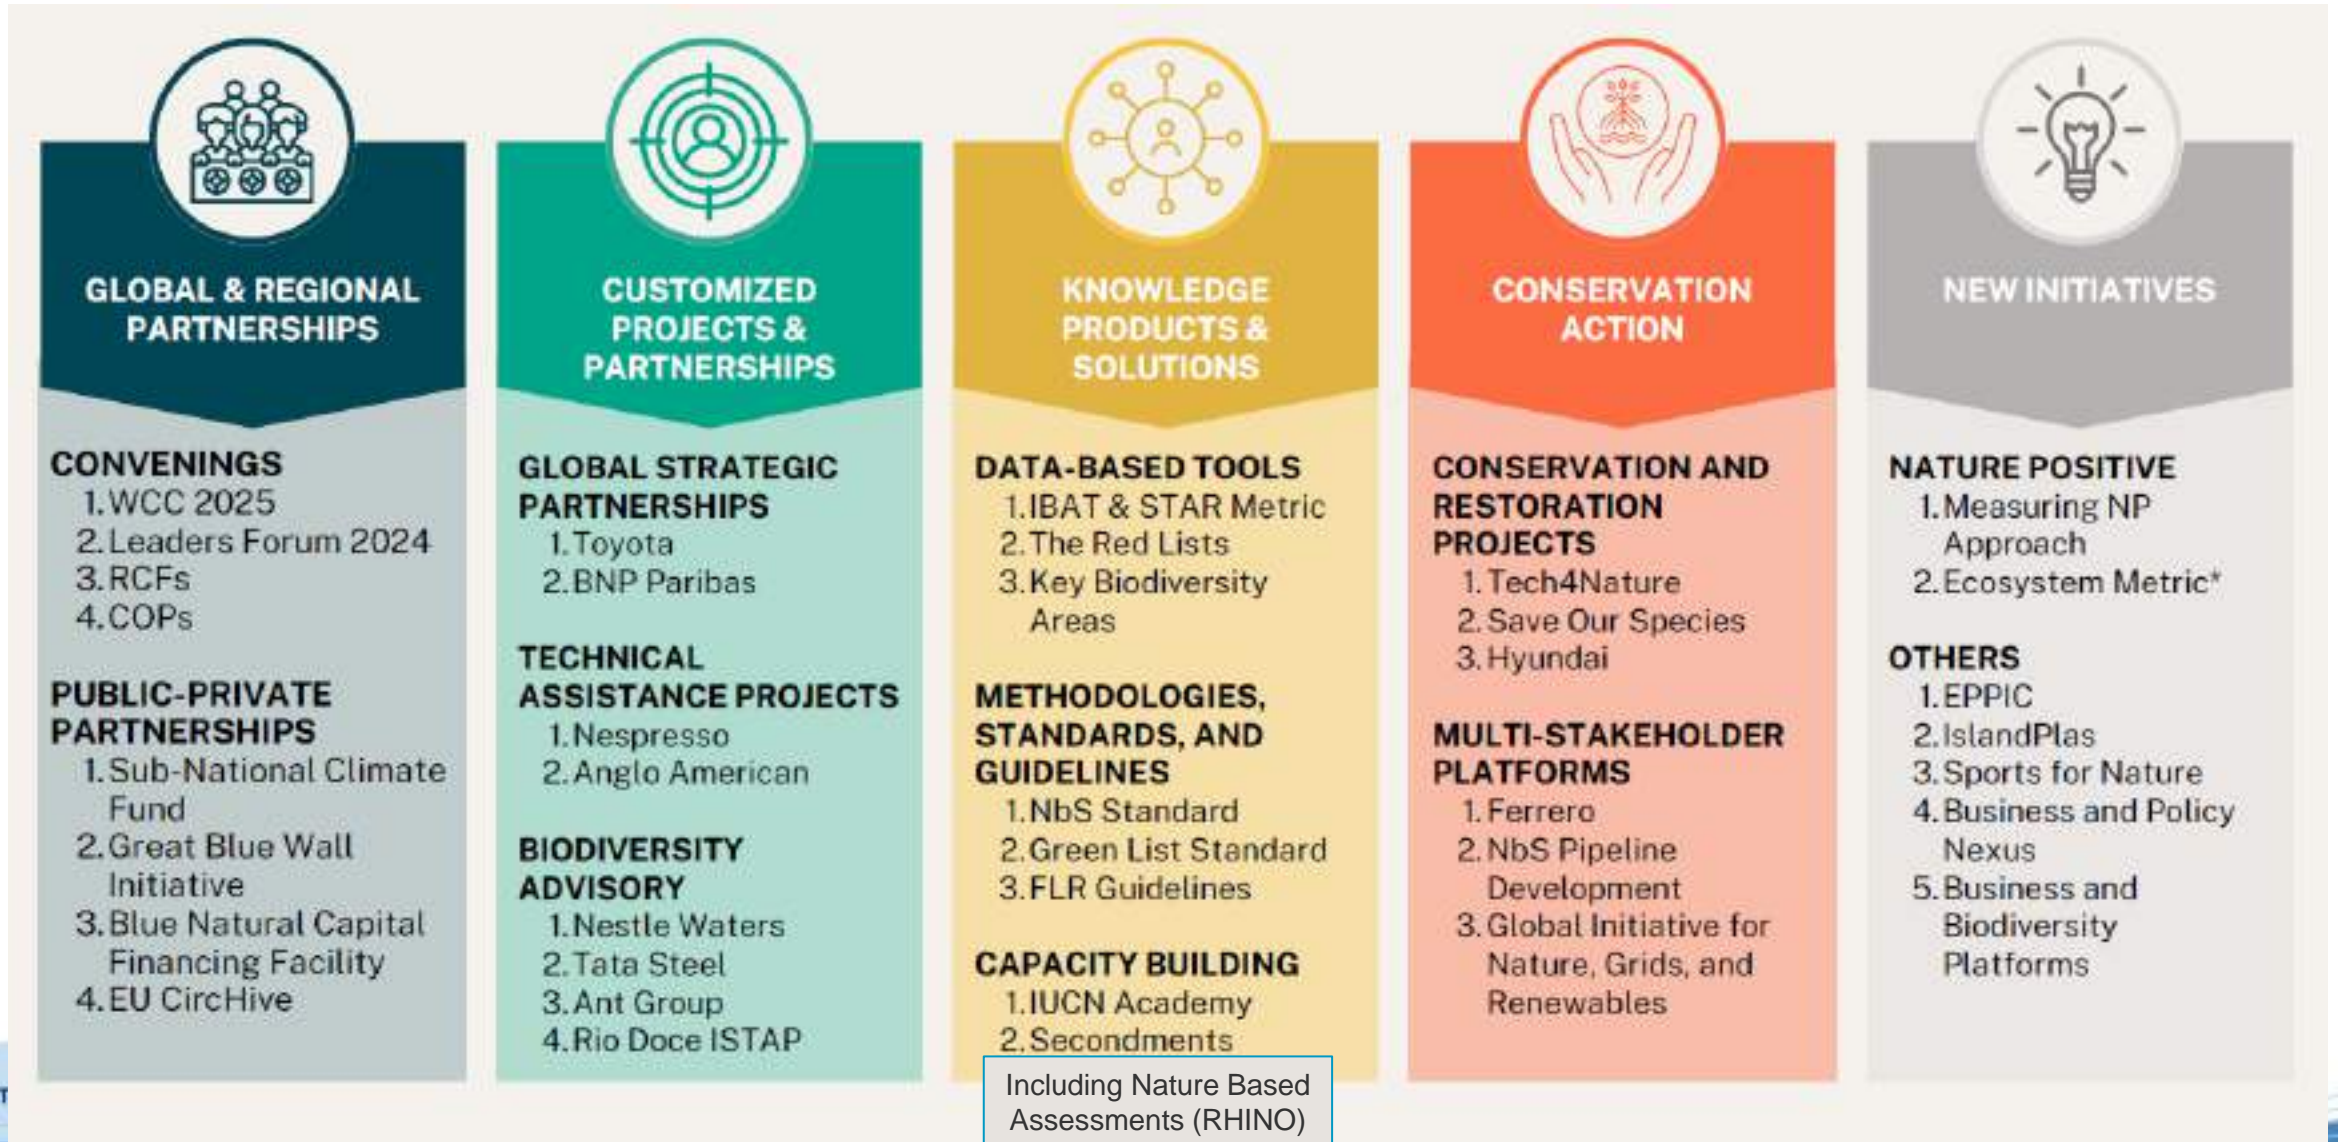 GLOBAL & REGIONAL
PARTNERSHIPS
CONVENINGS
1.WCC 2025
2.Leaders Forum 2024
3.RCFs
4.COPs
PUBLIC-PRIVATE
PARTNERSHIPS
1.Sub-National Climate
Fund
2.Great Blue Wall
Initiative
3.Blue Natural Capital
Financing Facility
4.EU CircHive
CUSTOMIZED
PROJECTS &
PARTNERSHIPS
GLOBAL STRATEGIC
PARTNERSHIPS
1.Toyota
2.BNP Paribas
TECHNICAL
ASSISTANCE PROJECTS
1.Nespresso
2.Anglo American
BIODIVERSITY
ADVISORY
1.Nestle Waters
2.Tata Steel
3.Ant Group
4.Rio Doce ISTAP
KNOWLEDGE
PRODUCTS &
SOLUTIONS
DATA-BASED TOOLS
1.IBAT & STAR Metric
2.The Red Lists
3.Key Biodiversity
Areas
METHODOLOGIES,
STANDARDS, AND
GUIDELINES
1.NbS Standard
2.Green List Standard
3.FLR Guidelines
CAPACITY BUILDING
1.IUCN Academy
2.Secondments
Including Nature Based
Assessments (RHINO)
CONSERVATION
ACTION
CONSERVATION AND
RESTORATION
PROJECTS
1.Tech4Nature
2.Save Our Species
3.Hyundai
MULTI-STAKEHOLDER
PLATFORMS
1.Ferrero
2.NbS Pipeline
Development
3.Global Initiative for
Nature, Grids, and
Renewables
NEW INITIATIVES
NATURE POSITIVE
1.Measuring NP
Approach
2.Ecosystem Metric*
OTHERS
1.EPPIC
2.IslandPlas
3.Sports for Nature
4.Business and Policy
Nexus
5.Business and
Biodiversity
Platforms